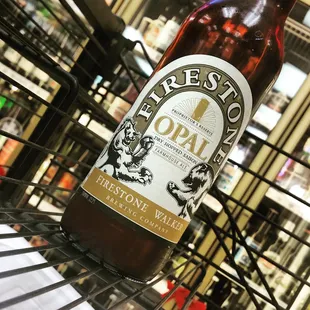 FIRESTONE
PROPRIETOR'S RESERVE
OPAL
DRY HOPPED SAISON
FARMHOUSE ALE
FIRESTONE WALKER
BREWING COMPANY